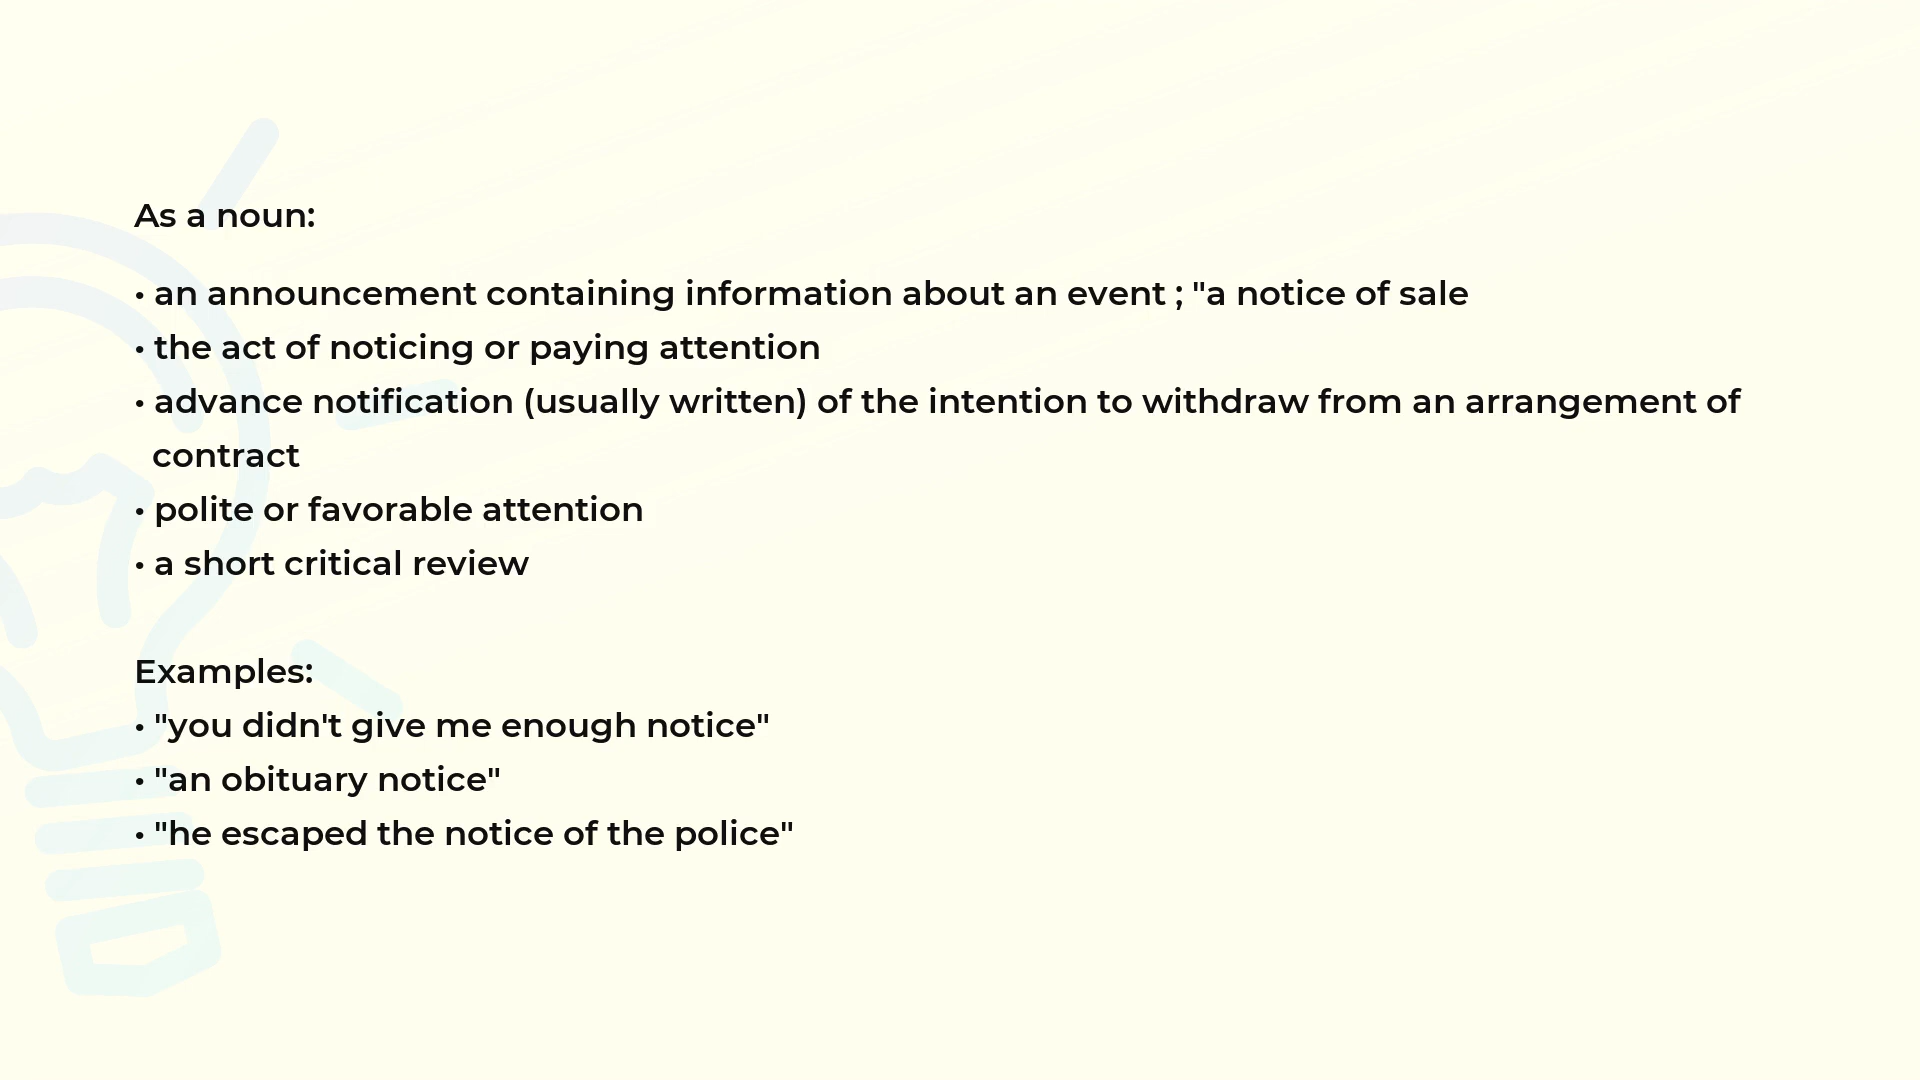 As a noun:
• an announcement containing information about an event ; "a notice of sale
• the act of noticing or paying attention
• advance notification (usually written) of the intention to withdraw from an arrangement of
contract
• polite or favorable attention
• a short critical review
Examples:
• "you didn't give me enough notice"
• "an obituary notice"
• "he escaped the notice of the police"